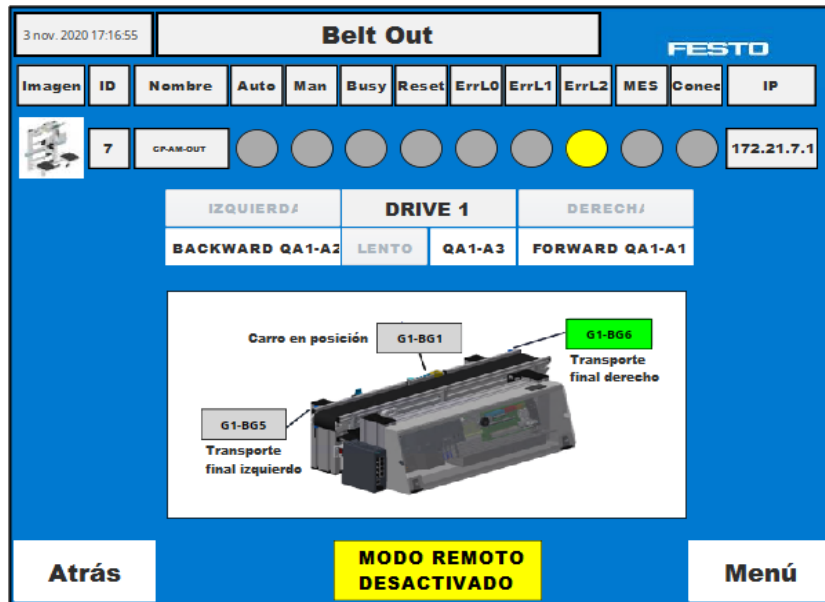 3 nov. 2020 17:16:55
Belt Out
FESTO
Imagen ID Nombre Auto Man Busy Reset ErrL0 ErrL1 ErrL2 MES Conec IP
7 CP-AM-OUT 172.21.7.1
IZQUIERDA DRIVE 1 DERECHA
BACKWARD QA1-A2 LENTO QA1-A3 FORWARD QA1-A1
Carro en posición G1-BG1 G1-BG6
Transporte
final derecho
G1-BG5
Transporte
final izquierdo
Atrás
MODO REMOTO
DESACTIVADO
Menú